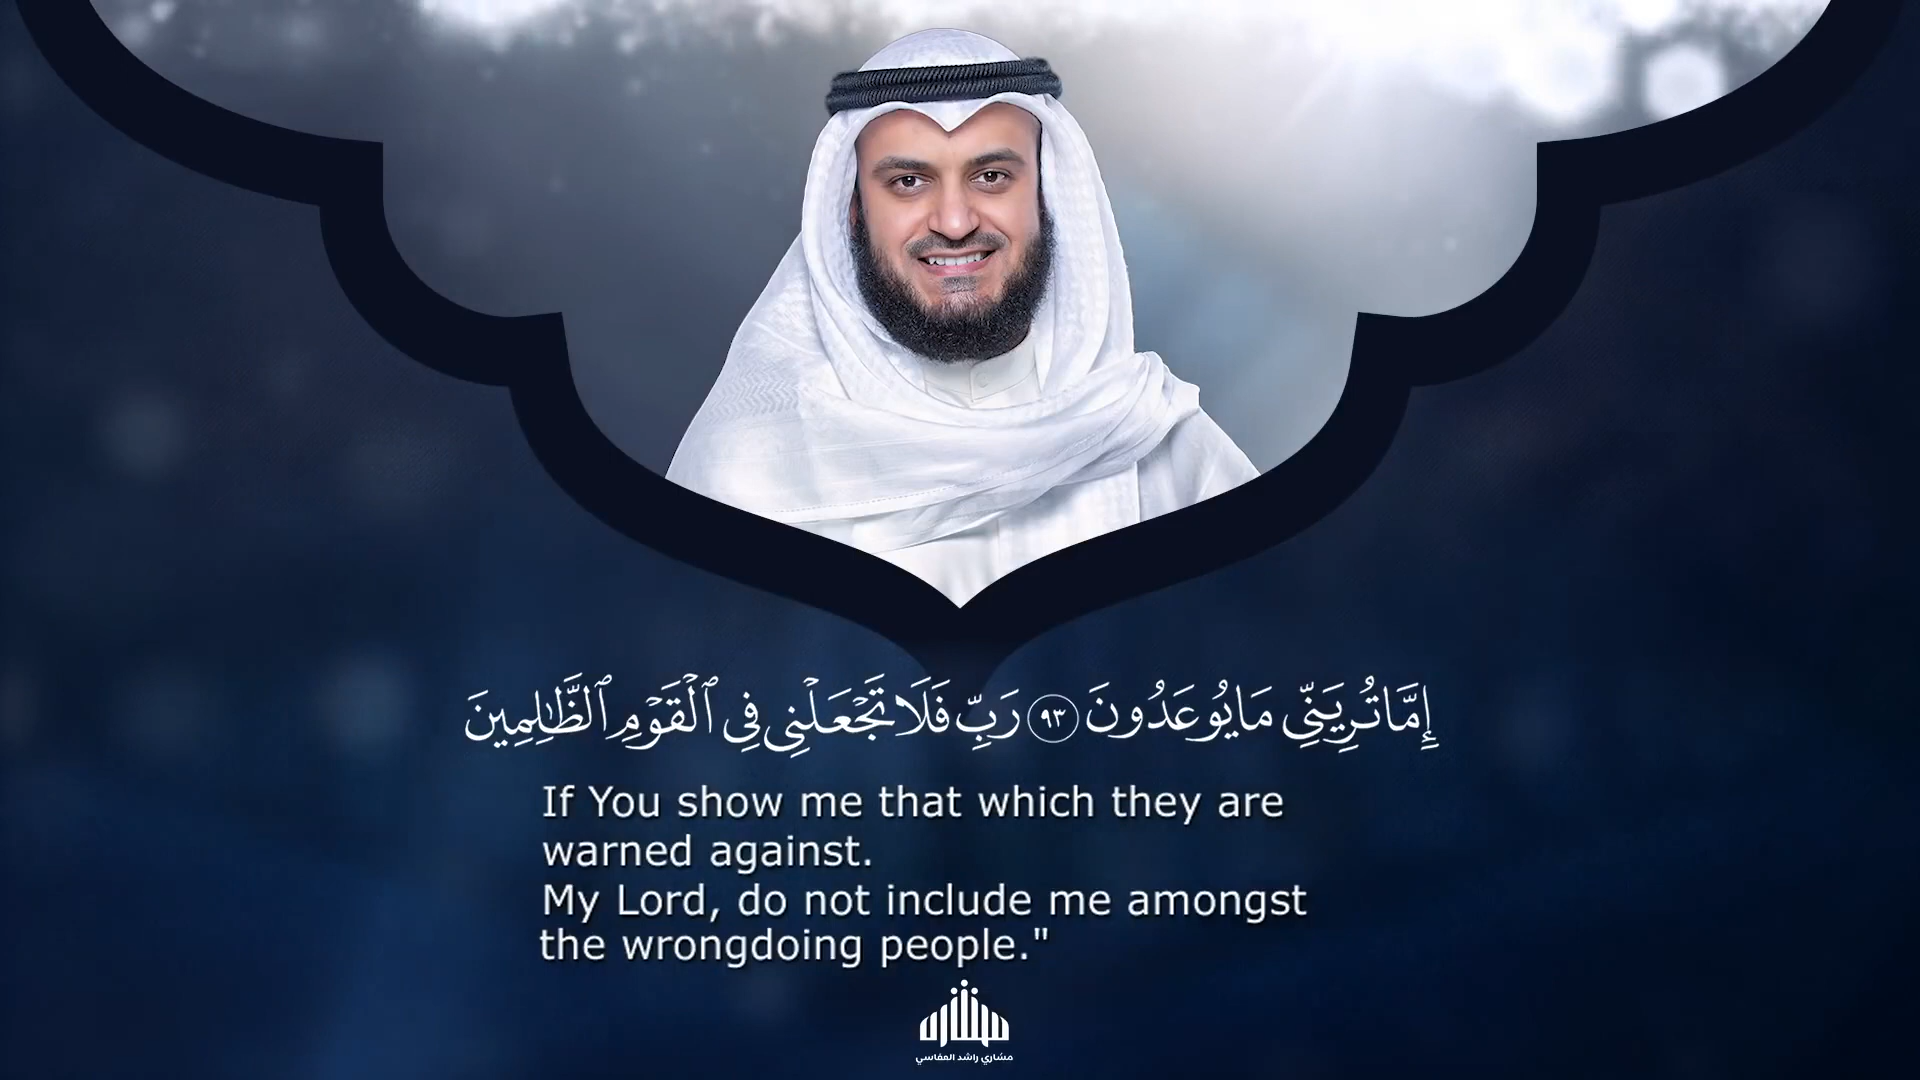 إِمَّا تُرِيَنِّي مَا يُوعَدُونَ ٩٣ رَبِّ فَلَا تَجْعَلْنِي فِي ٱلْقَوْمِ ٱلظَّٰلِمِينَ
If You show me that which they are
warned against.
My Lord, do not include me amongst
the wrongdoing people."
مشاري
مشاري راشد العفاسي